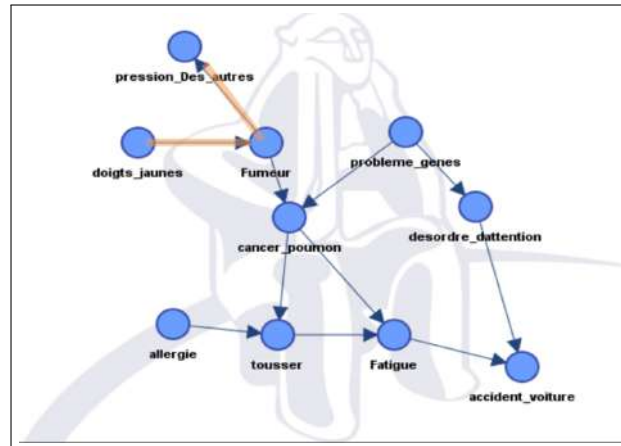 pression_Des_autres
doigts_jaunes
Fumeur
probleme_genes
cancer_poumon
desordre_dattention
allergie
tousser
Fatigue
accident_voiture